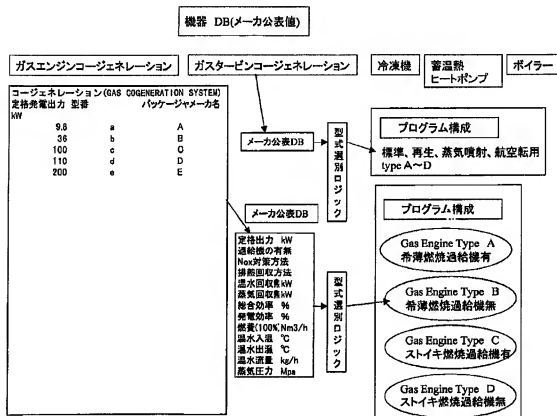 機器 DB(メーカ公表値)
ガスエンジンコージェネレーション
ガスタービンコージェネレーション
冷凍機
蓄温熱
ヒートポンプ
ボイラー
コージェネレーション(GAS COGENERATION SYSTEM)
定格発電出力 型番 パッケージャメーカ名
kW
9.8 a A
36 b B
100 c C
110 d D
200 e E
メーカ公表DB
型式選別ロジック
プログラム構成
標準、再生、蒸気噴射、航空転用
type A～D
メーカ公表DB
定格出力 kW
過給機の有無
Nox対策方法
排熱回収方法
温水回収熱kW
蒸気回収熱kW
総合効率 %
発電効率 %
燃費(100%)Nm3/h
温水入温 ℃
温水出温 ℃
温水流量 kg/h
蒸気圧力 Mpa
型式選別ロジック
プログラム構成
Gas Engine Type A
希薄燃焼過給機有
Gas Engine Type B
希薄燃焼過給機無
Gas Engine Type C
ストイキ燃焼過給機有
Gas Engine Type D
ストイキ燃焼過給機無